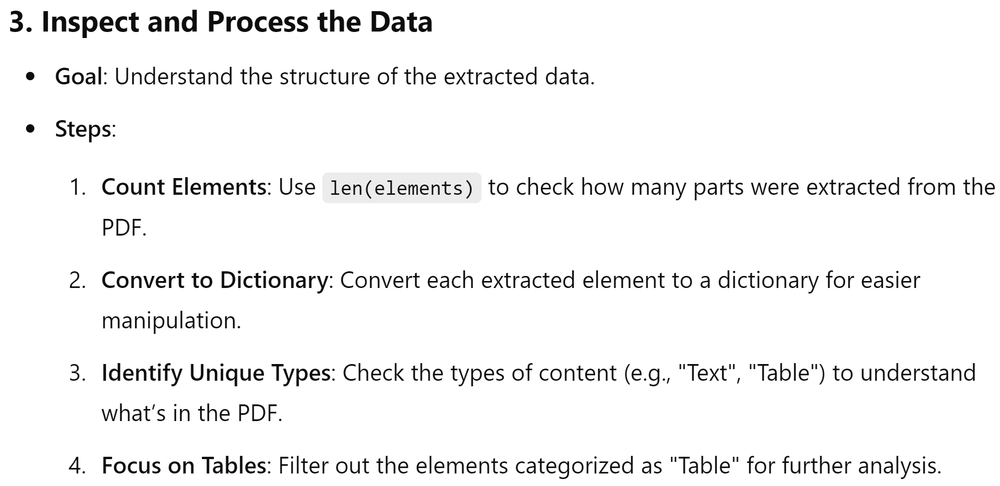 3. Inspect and Process the Data
• Goal: Understand the structure of the extracted data.
• Steps:
1. Count Elements: Use len(elements) to check how many parts were extracted from the
PDF.
2. Convert to Dictionary: Convert each extracted element to a dictionary for easier
manipulation.
3. Identify Unique Types: Check the types of content (e.g., "Text", "Table") to understand
what’s in the PDF.
4. Focus on Tables: Filter out the elements categorized as "Table" for further analysis.